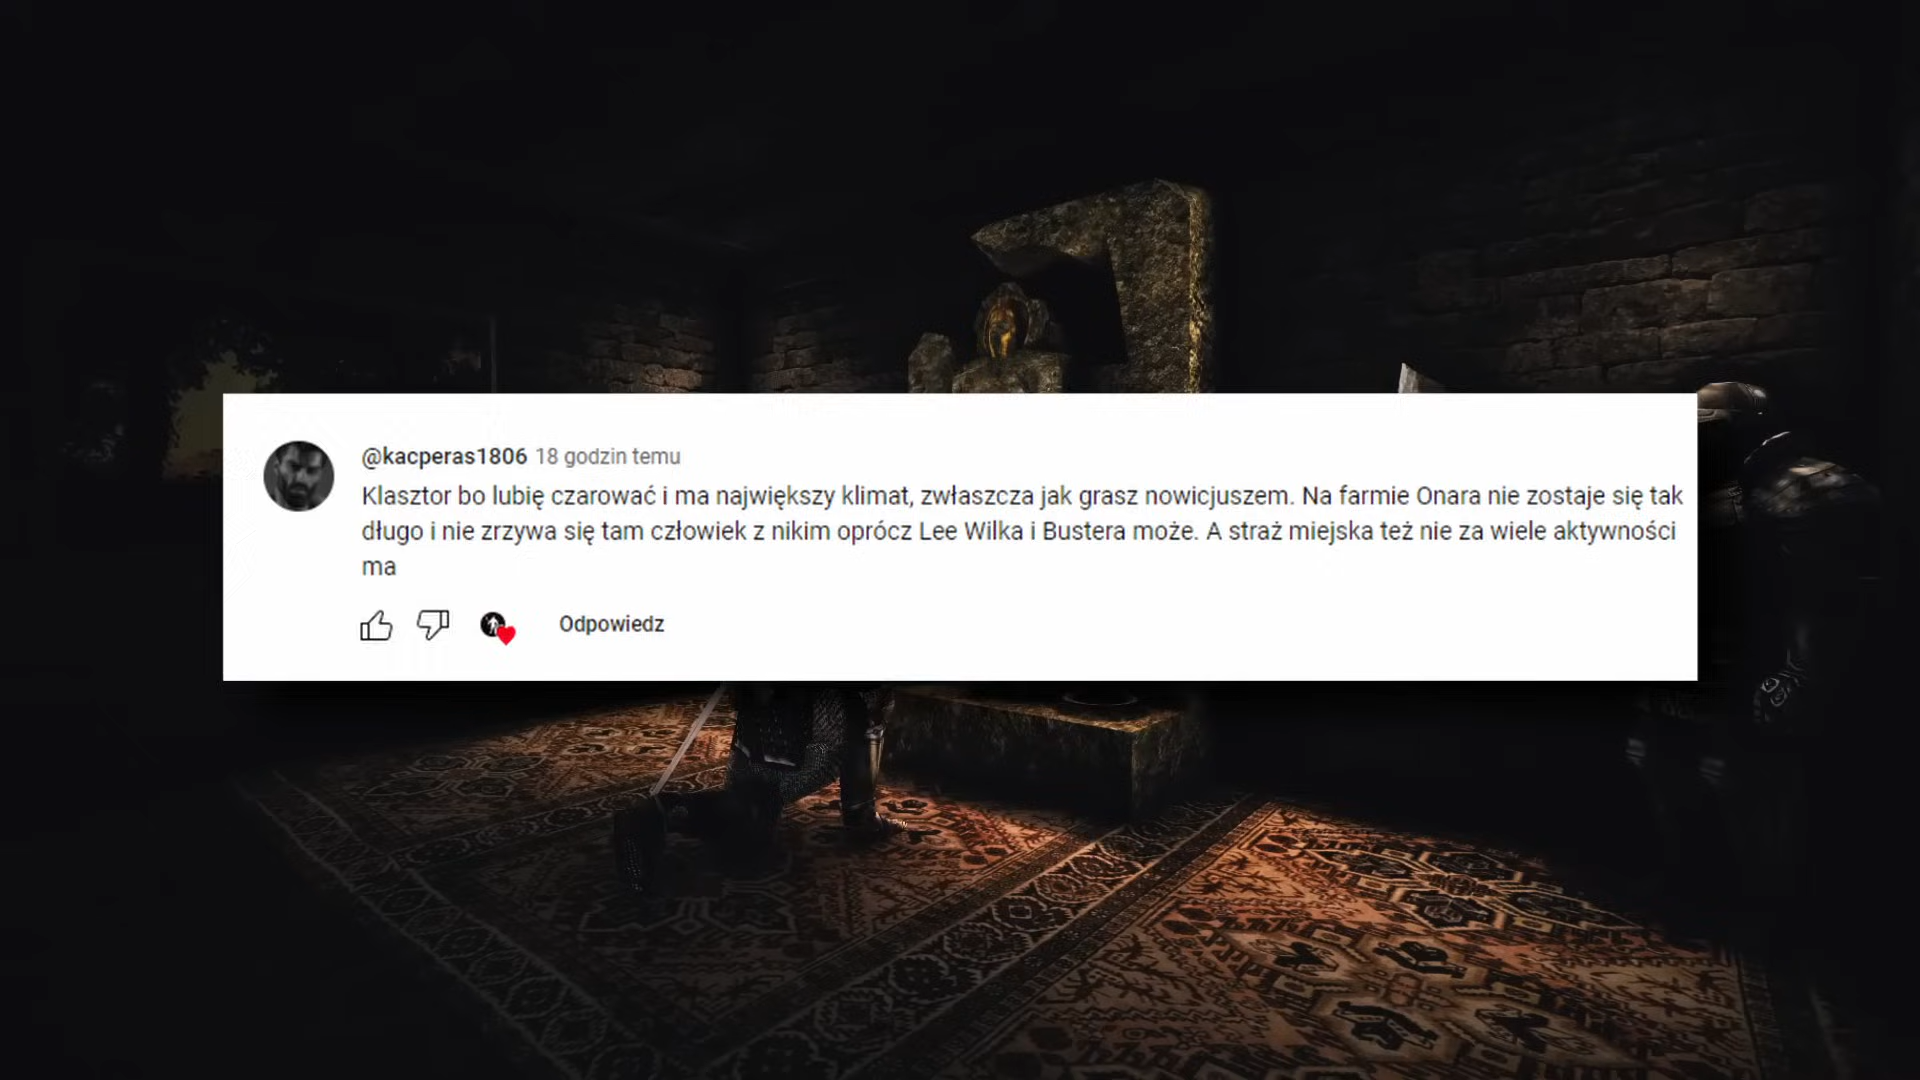 @kacperas1806 18 godzin temu
Klasztor bo lubię czarować i ma największy klimat, zwłaszcza jak grasz nowicjuszem. Na farmie Onara nie zostaje się tak
długo i nie zrzywa się tam człowiek z nikim oprócz Lee Wilka i Bustera może. A straż miejska też nie za wiele aktywności
ma
Odpowiedz